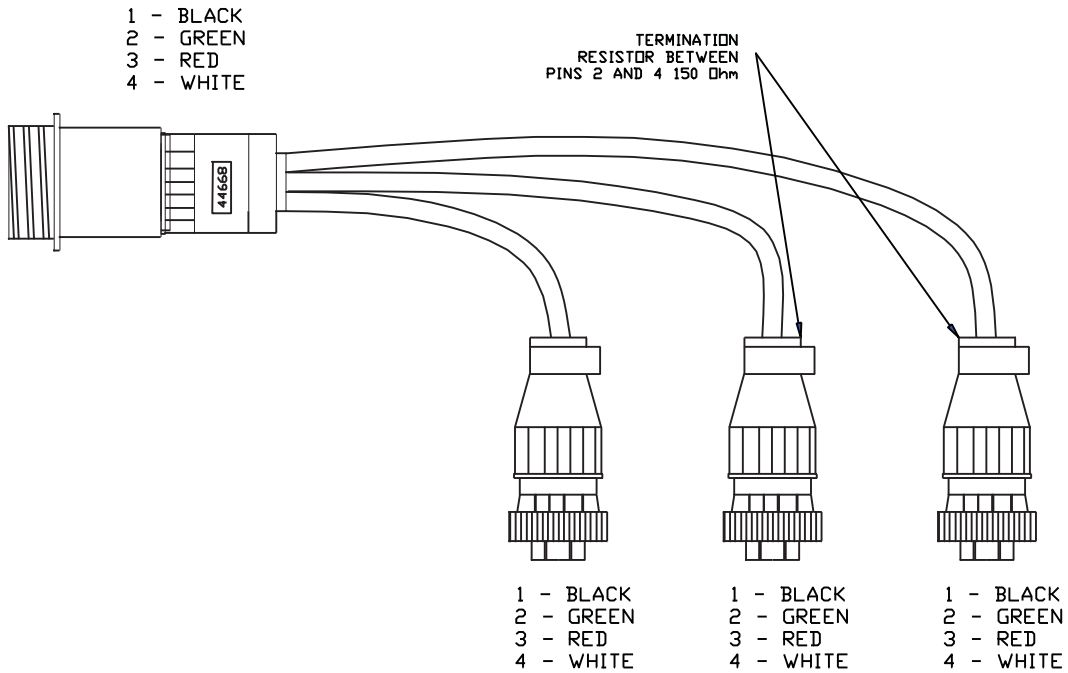 1 - BLACK
2 - GREEN
3 - RED
4 - WHITE
TERMINATION
RESISTOR BETWEEN
PINS 2 AND 4 150 Ohm
44668
1 - BLACK
2 - GREEN
3 - RED
4 - WHITE
1 - BLACK
2 - GREEN
3 - RED
4 - WHITE
1 - BLACK
2 - GREEN
3 - RED
4 - WHITE